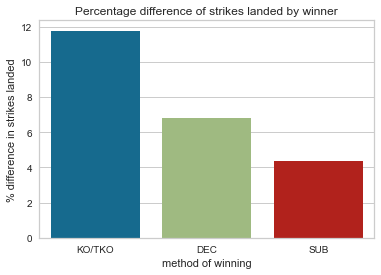 Percentage difference of strikes landed by winner
12
10
8
6
4
2
0
% difference in strikes landed
KO/TKO DEC SUB
method of winning